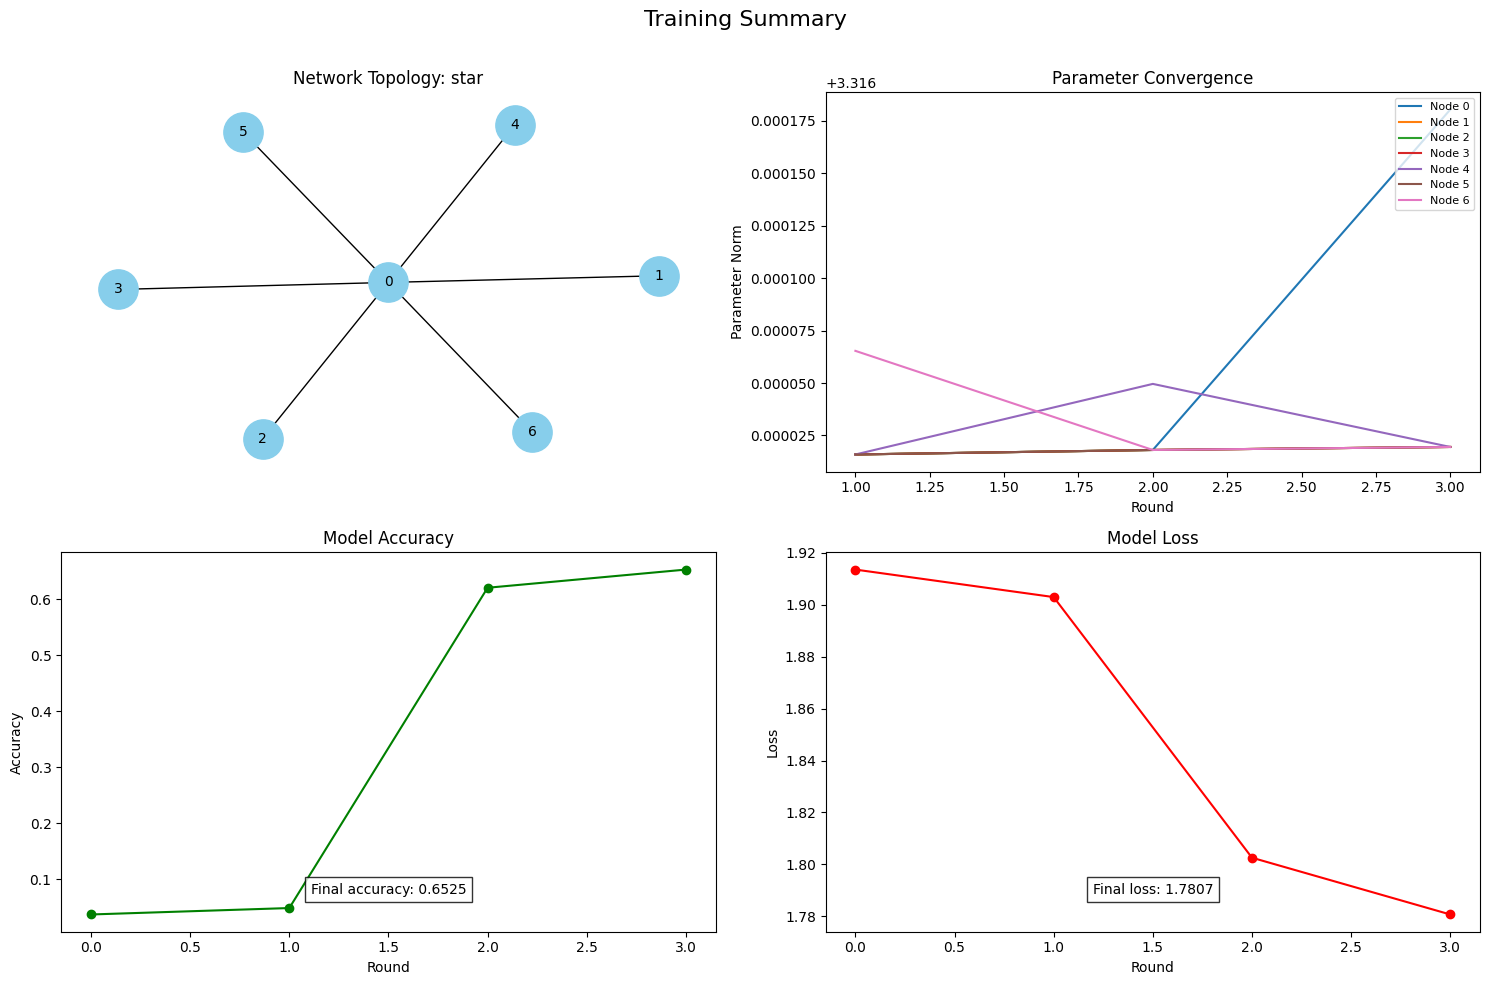 Training Summary
Network Topology: star
5
4
3
0
1
2
6
Parameter Convergence
+3.316
0.000175
0.000150
0.000125
0.000100
0.000075
0.000050
0.000025
Parameter Norm
Node 0
Node 1
Node 2
Node 3
Node 4
Node 5
Node 6
1.00 1.25 1.50 1.75 2.00 2.25 2.50 2.75 3.00
Round
Model Accuracy
0.6
0.5
0.4
0.3
0.2
0.1
Accuracy
Final accuracy: 0.6525
0.0 0.5 1.0 1.5 2.0 2.5 3.0
Round
Model Loss
1.92
1.90
1.88
1.86
1.84
1.82
1.80
1.78
Loss
Final loss: 1.7807
0.0 0.5 1.0 1.5 2.0 2.5 3.0
Round